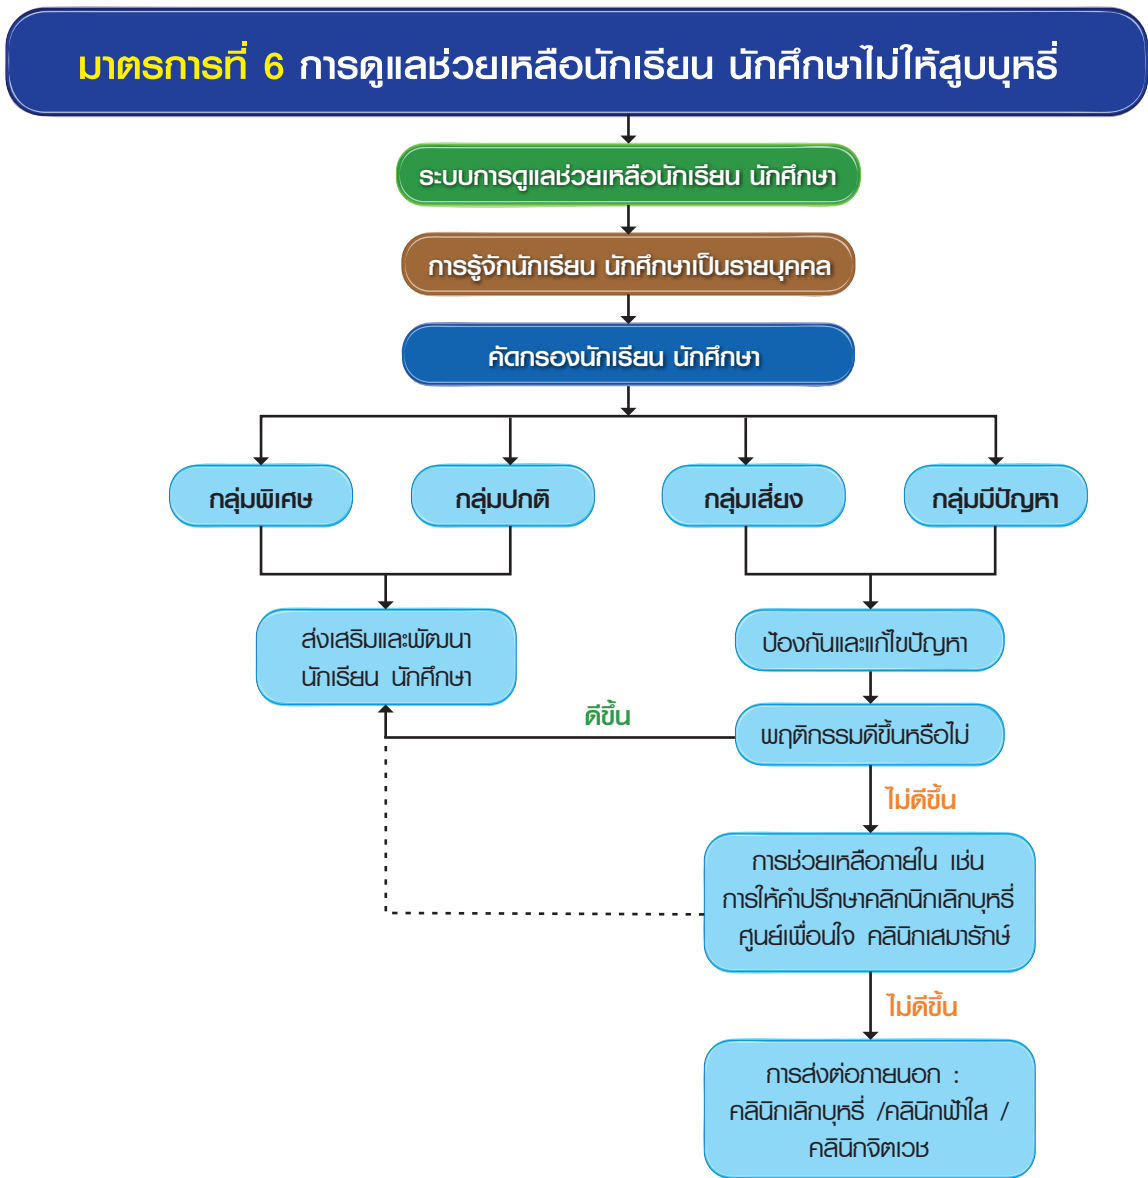 มาตรการที่ 6 การดูแลช่วยเหลือนักเรียน นักศึกษาไม่ให้สูบบุหรี่
ระบบการดูแลช่วยเหลือนักเรียน นักศึกษา
การรู้จักนักเรียน นักศึกษาเป็นรายบุคคล
คัดกรองนักเรียน นักศึกษา
กลุ่มพิเศษ
กลุ่มปกติ
กลุ่มเสี่ยง
กลุ่มมีปัญหา
ส่งเสริมและพัฒนา
นักเรียน นักศึกษา
ป้องกันและแก้ไขปัญหา
ดีขึ้น
พฤติกรรมดีขึ้นหรือไม่
ไม่ดีขึ้น
การช่วยเหลือภายใน เช่น
การให้คำปรึกษาคลิกนิกเลิกบุหรี่
ศูนย์เพื่อนใจ คลินิกเสมารักษ์
ไม่ดีขึ้น
การส่งต่อภายนอก :
คลินิกเลิกบุหรี่ /คลินิกฟ้าใส /
คลินิกจิตเวช